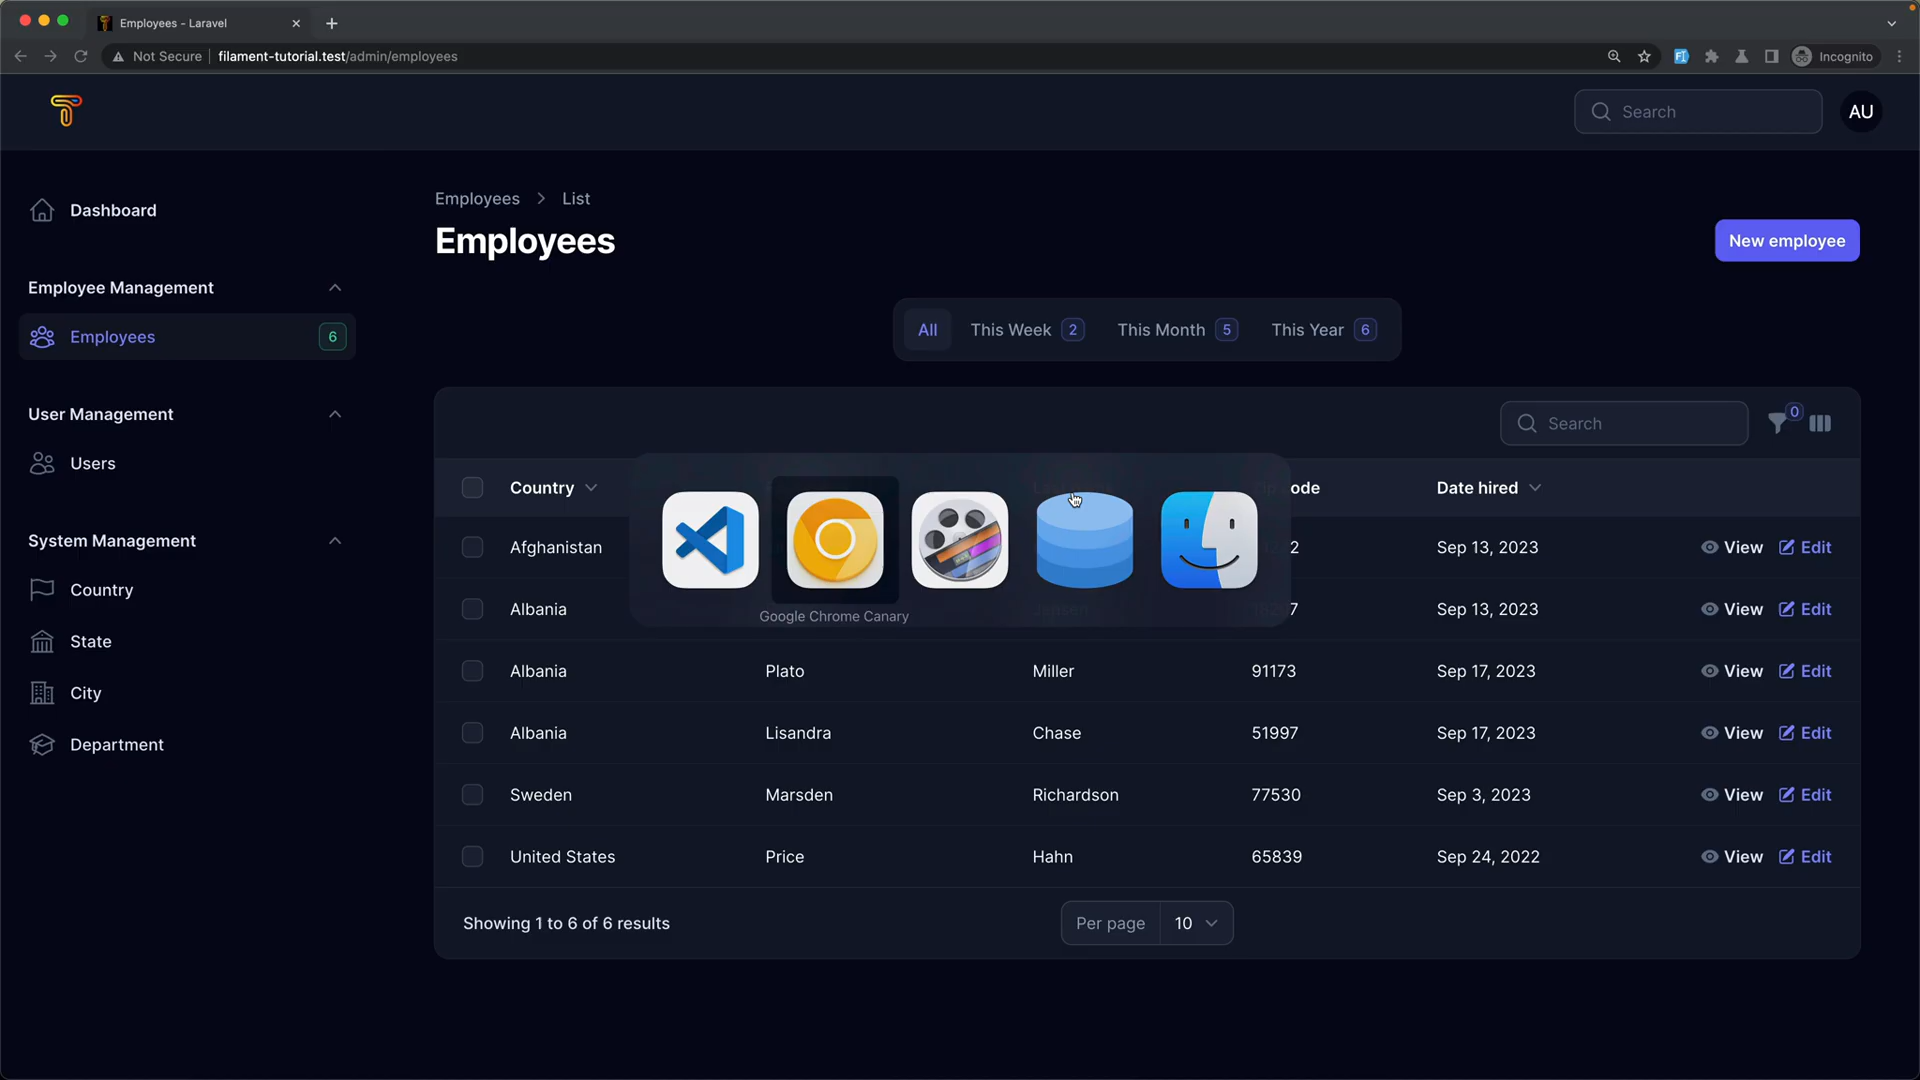 Employees - Laravel
Not Secure filament-tutorial.test/admin/employees Incognito
Search AU
Dashboard
Employee Management
Employees 6
User Management
Users
System Management
Country
State
City
Department
Employees List
Employees
New employee
All This Week 2 This Month 5 This Year 6
Search 0
Country ode Date hired
Afghanistan 2 Sep 13, 2023 View Edit
Albania Jensen 7 Sep 13, 2023 View Edit
Google Chrome Canary
Albania Plato Miller 91173 Sep 17, 2023 View Edit
Albania Lisandra Chase 51997 Sep 17, 2023 View Edit
Sweden Marsden Richardson 77530 Sep 3, 2023 View Edit
United States Price Hahn 65839 Sep 24, 2022 View Edit
Showing 1 to 6 of 6 results Per page 10